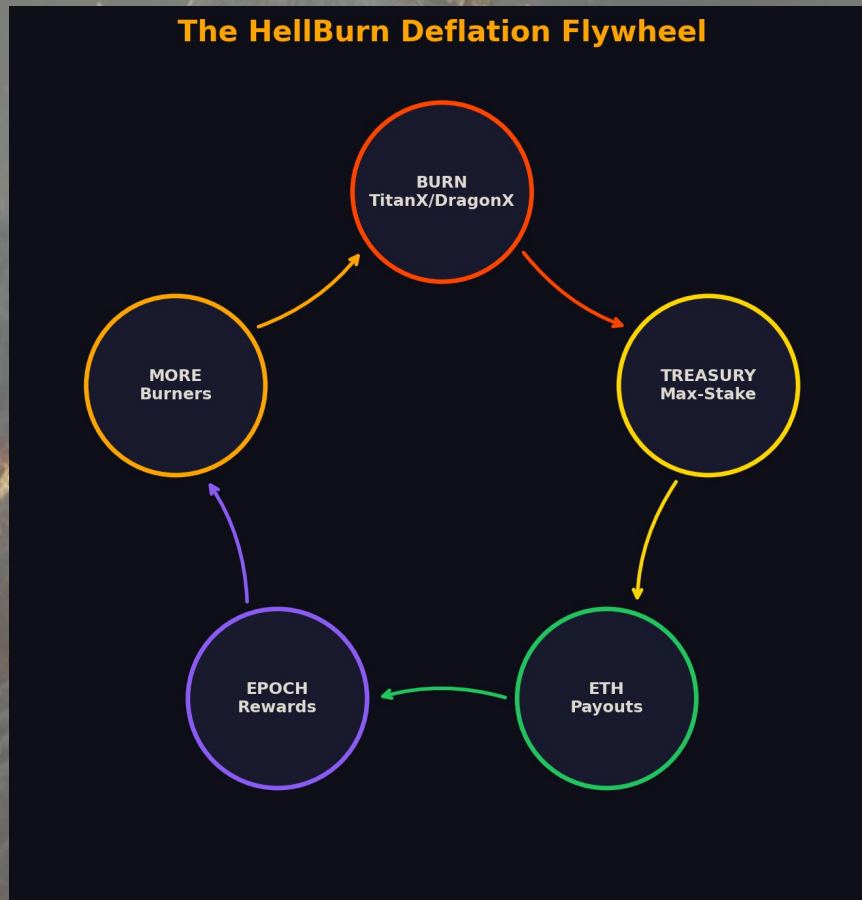 The HellBurn Deflation Flywheel
BURN
TitanX/DragonX
TREASURY
Max-Stake
ETH
Payouts
EPOCH
Rewards
MORE
Burners